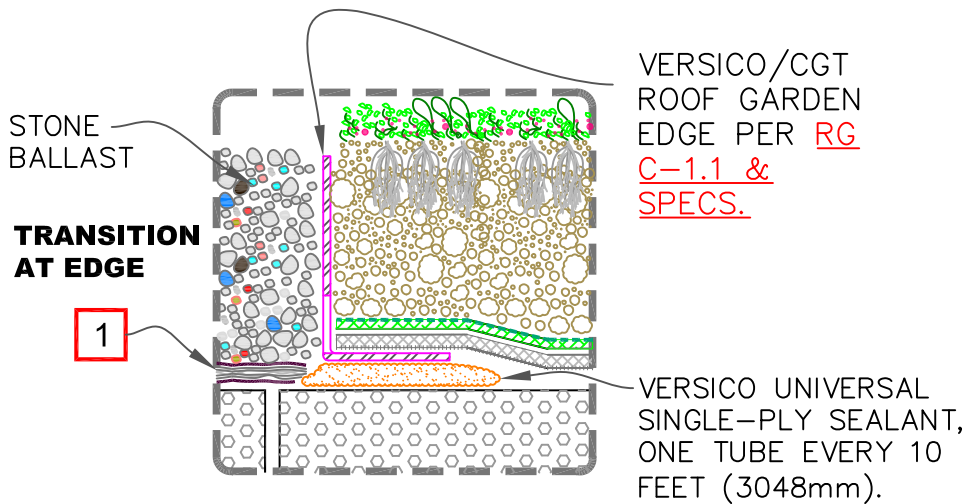 VERSICO/CGT
ROOF GARDEN
EDGE PER RG
C-1.1 &
SPECS.
STONE
BALLAST
TRANSITION
AT EDGE
1
VERSICO UNIVERSAL
SINGLE-PLY SEALANT,
ONE TUBE EVERY 10
FEET (3048mm).